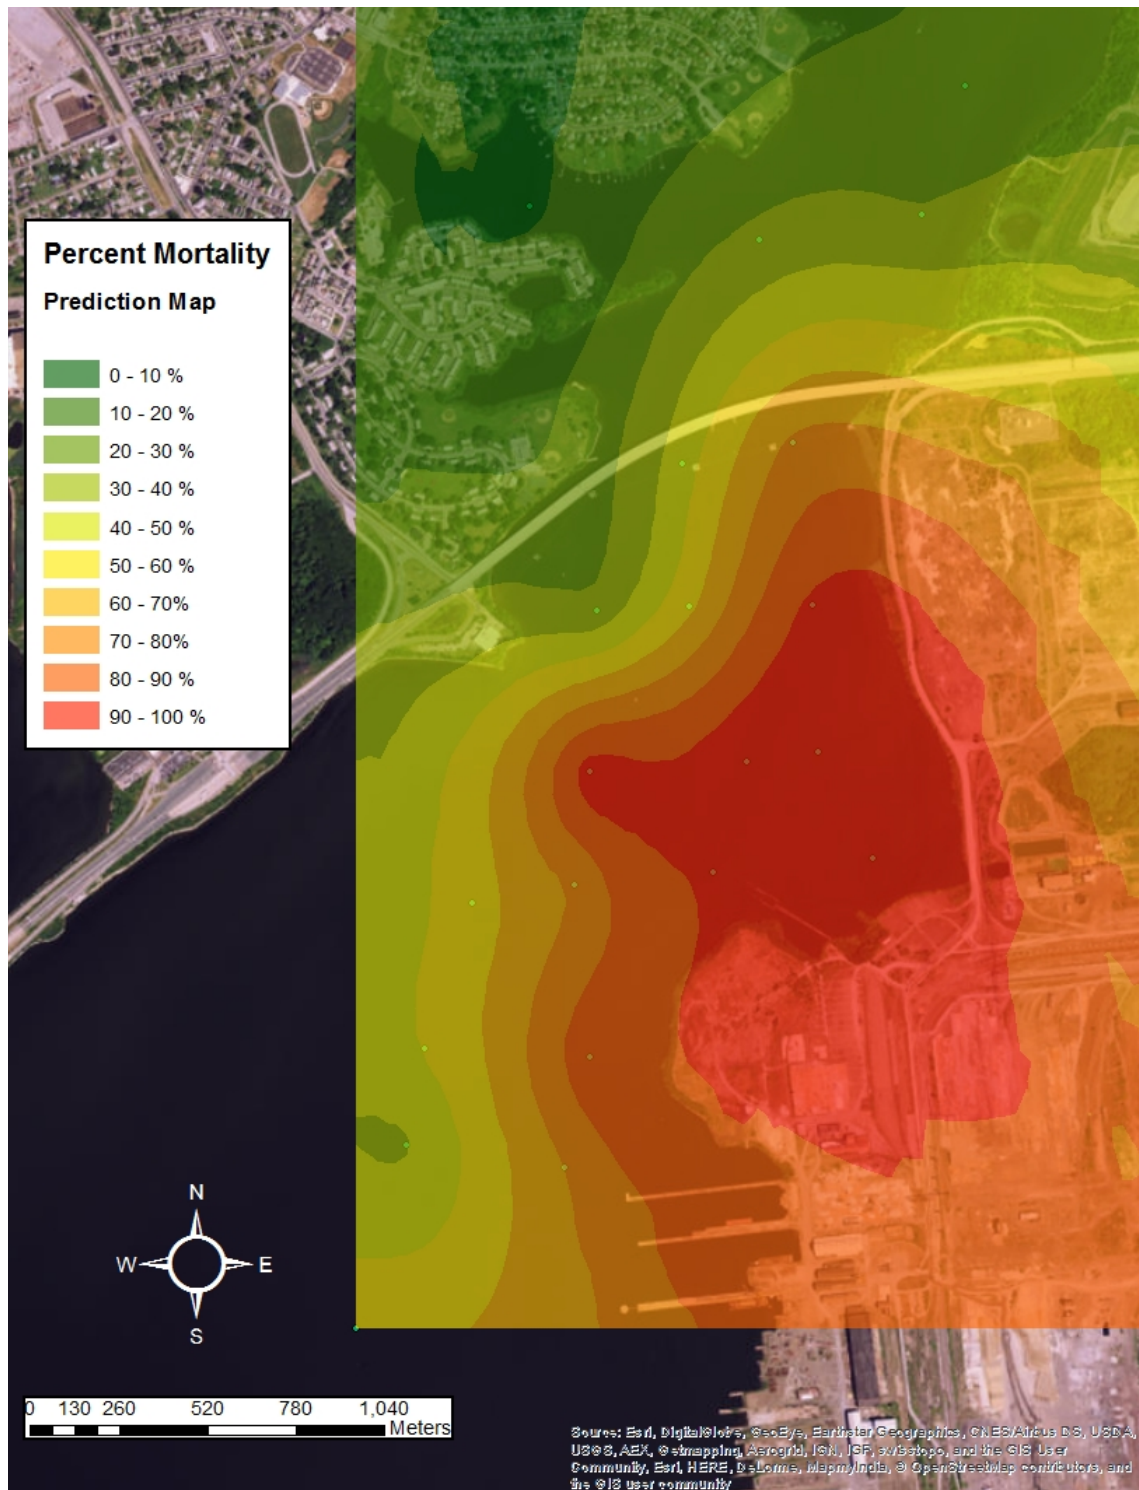 Percent Mortality
Prediction Map
0 - 10 %
10 - 20 %
20 - 30 %
30 - 40 %
40 - 50 %
50 - 60 %
60 - 70%
70 - 80%
80 - 90 %
90 - 100 %
N
W E
S
0 130 260 520 780 1,040
Meters
Source: Esri, DigitalGlobe, GeoEye, Earthstar Geographics, CNES/Airbus DS, USDA,
USGS, AEX, Getmapping, Aerogrid, IGN, IGP, swisstopo, and the GIS User
Community, Esri, HERE, DeLorme, MapmyIndia, © OpenStreetMap contributors, and
the GIS user community